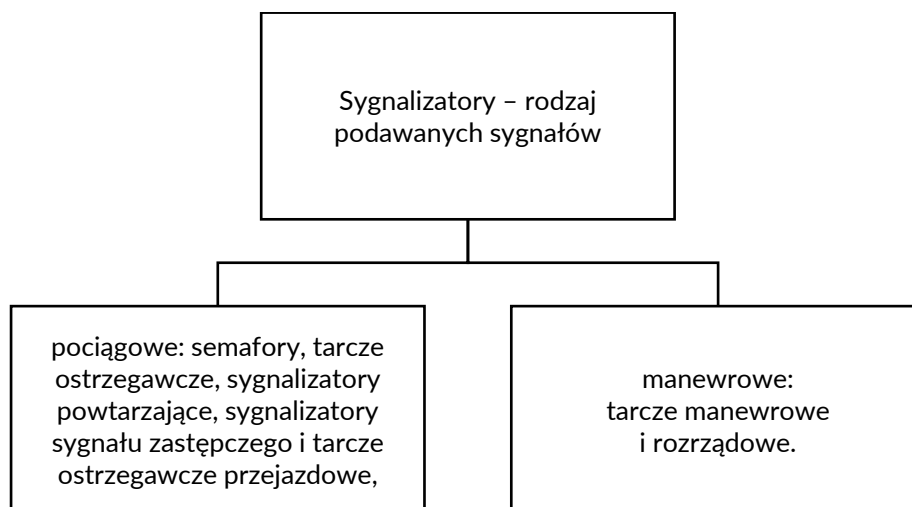 Sygnalizatory – rodzaj
podawanych sygnałów
pociągowe: semafory, tarcze
ostrzegawcze, sygnalizatory
powtarzające, sygnalizatory
sygnału zastępczego i tarcze
ostrzegawcze przejazdowe,
manewrowe:
tarcze manewrowe
i rozrządowe.